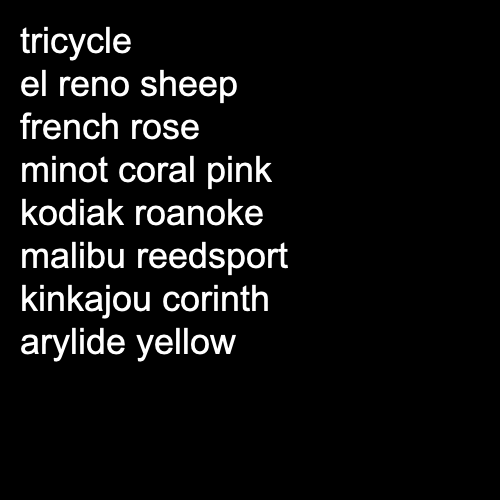 tricycle
el reno sheep
french rose
minot coral pink
kodiak roanoke
malibu reedsport
kinkajou corinth
arylide yellow